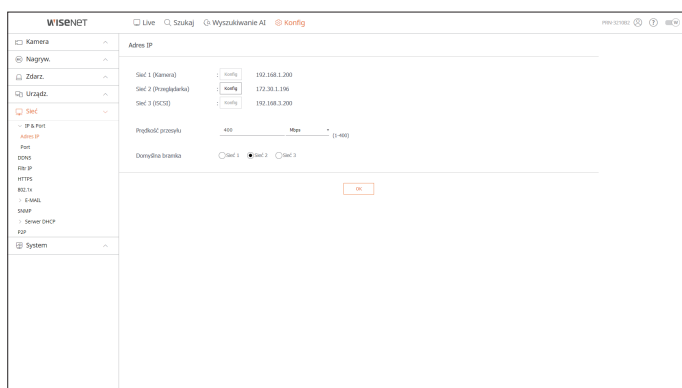 WISENET
Live Szukaj Wyszukiwanie AI Konfig
PRN-3210B2
Kamera
Nagryw.
Zdarz.
Urządz.
Sieć
IP & Port
Adres IP
Port
DDNS
Filtr IP
HTTPS
802.1x
E-MAIL
SNMP
Serwer DHCP
P2P
System
Adres IP
Sieć 1 (Kamera) : Konfig 192.168.1.200
Sieć 2 (Przeglądarka) : Konfig 172.30.1.196
Sieć 3 (ISCSI) : Konfig 192.168.3.200
Prędkość przesyłu 400 Mbps (1~400)
Domyślna bramka Sieć 1 Sieć 2 Sieć 3
OK